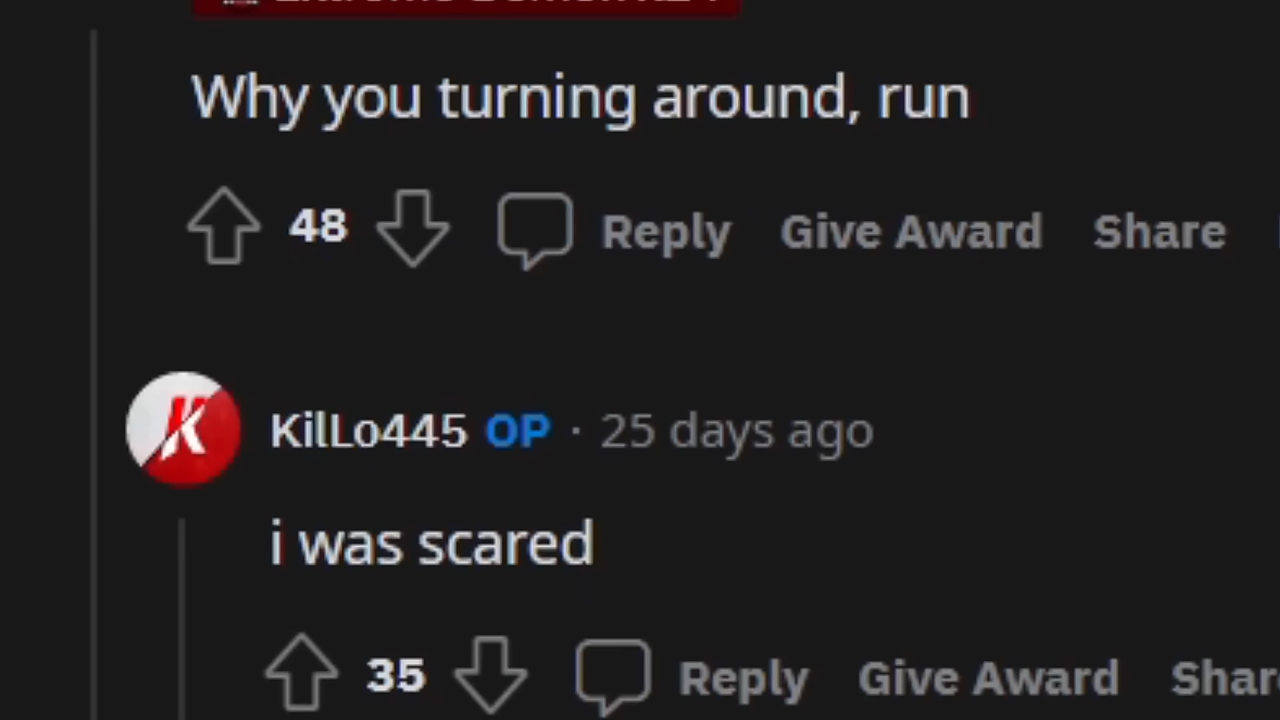 Why you turning around, run
48 Reply Give Award Share
KilLo445 OP · 25 days ago
i was scared
35 Reply Give Award